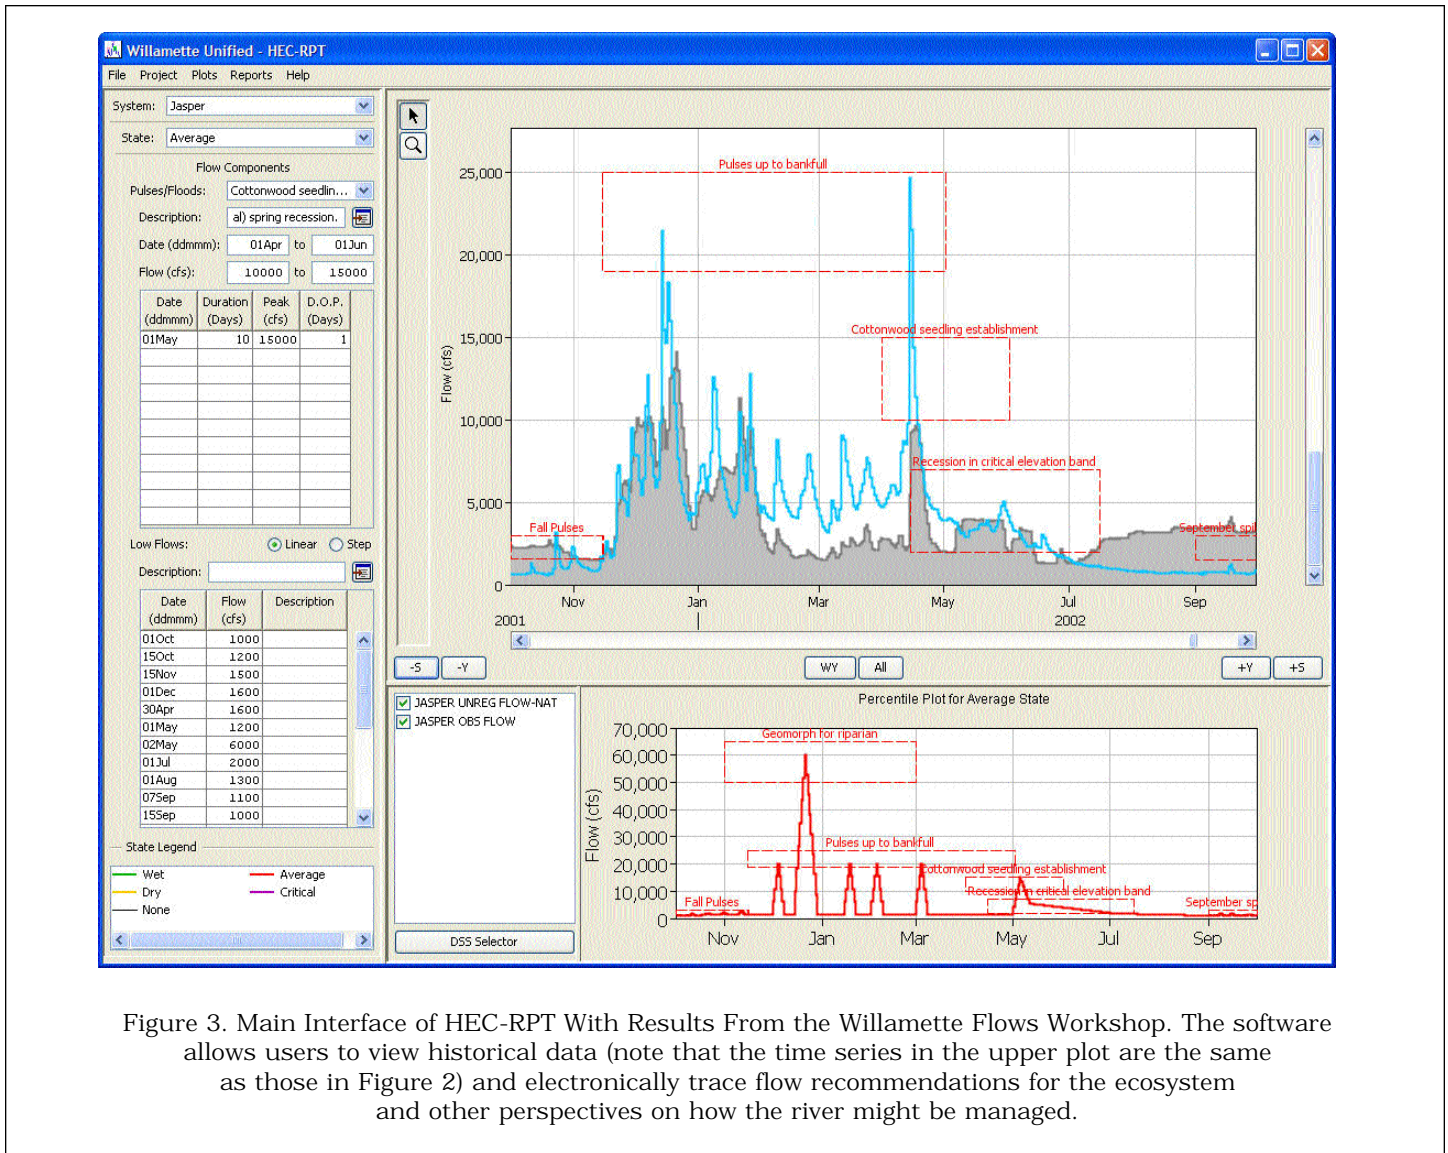 Willamette Unified - HEC-RPT
File Project Plots Reports Help
System: Jasper
State: Average
Flow Components
Pulses/Floods: Cottonwood seedlin...
Description: al) spring recession.
Date (ddmmm): 01Apr to 01Jun
Flow (cfs): 10000 to 15000
Date Duration Peak D.O.P.
(ddmmm) (Days) (cfs) (Days)
01May 10 15000 1
Low Flows: Linear Step
Description:
Date Flow Description
(ddmmm) (cfs)
01Oct 1000
15Oct 1200
15Nov 1500
01Dec 1600
30Apr 1600
01May 1200
02May 6000
01Jul 2000
01Aug 1300
07Sep 1100
15Sep 1000
State Legend
Wet Average
Dry Critical
None
Pulses up to bankfull
25,000
20,000
Cottonwood seedling establishment
15,000
Flow (cfs)
10,000
Recession in critical elevation band
5,000
Fall Pulses September spil
0
Nov Jan Mar May Jul Sep
2001 2002
-S -Y WY All +Y +S
JASPER UNREG FLOW-NAT
JASPER OBS FLOW
DSS Selector
Percentile Plot for Average State
70,000
Geomorph for riparian
60,000
50,000
40,000
Flow (cfs)
30,000
Pulses up to bankfull
20,000
Cottonwood seedling establishment
10,000
Recession in critical elevation band
Fall Pulses September sp
0
Nov Jan Mar May Jul Sep
Figure 3. Main Interface of HEC-RPT With Results From the Willamette Flows Workshop. The software
allows users to view historical data (note that the time series in the upper plot are the same
as those in Figure 2) and electronically trace flow recommendations for the ecosystem
and other perspectives on how the river might be managed.